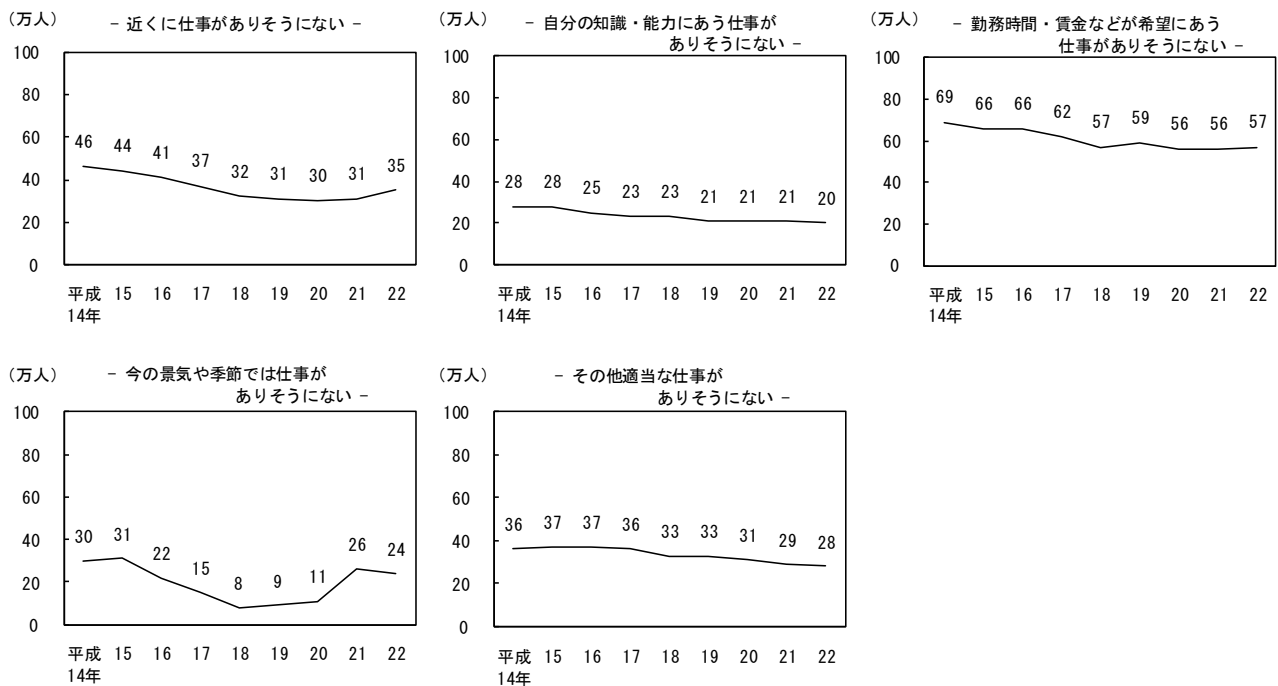 （万人）
－ 近くに仕事がありそうにない －
100
80
60
40
20
0
46 44 41 37 32 31 30 31 35
平成 15 16 17 18 19 20 21 22
14年
（万人）
－ 自分の知識・能力にあう仕事が
ありそうにない －
100
80
60
40
20
0
28 28 25 23 23 21 21 21 20
平成 15 16 17 18 19 20 21 22
14年
（万人）
－ 勤務時間・賃金などが希望にあう
仕事がありそうにない －
100
80
60
40
20
0
69 66 66 62 57 59 56 56 57
平成 15 16 17 18 19 20 21 22
14年
（万人）
－ 今の景気や季節では仕事が
ありそうにない －
100
80
60
40
20
0
30 31 22 15 8 9 11 26 24
平成 15 16 17 18 19 20 21 22
14年
（万人）
－ その他適当な仕事が
ありそうにない －
100
80
60
40
20
0
36 37 37 36 33 33 31 29 28
平成 15 16 17 18 19 20 21 22
14年